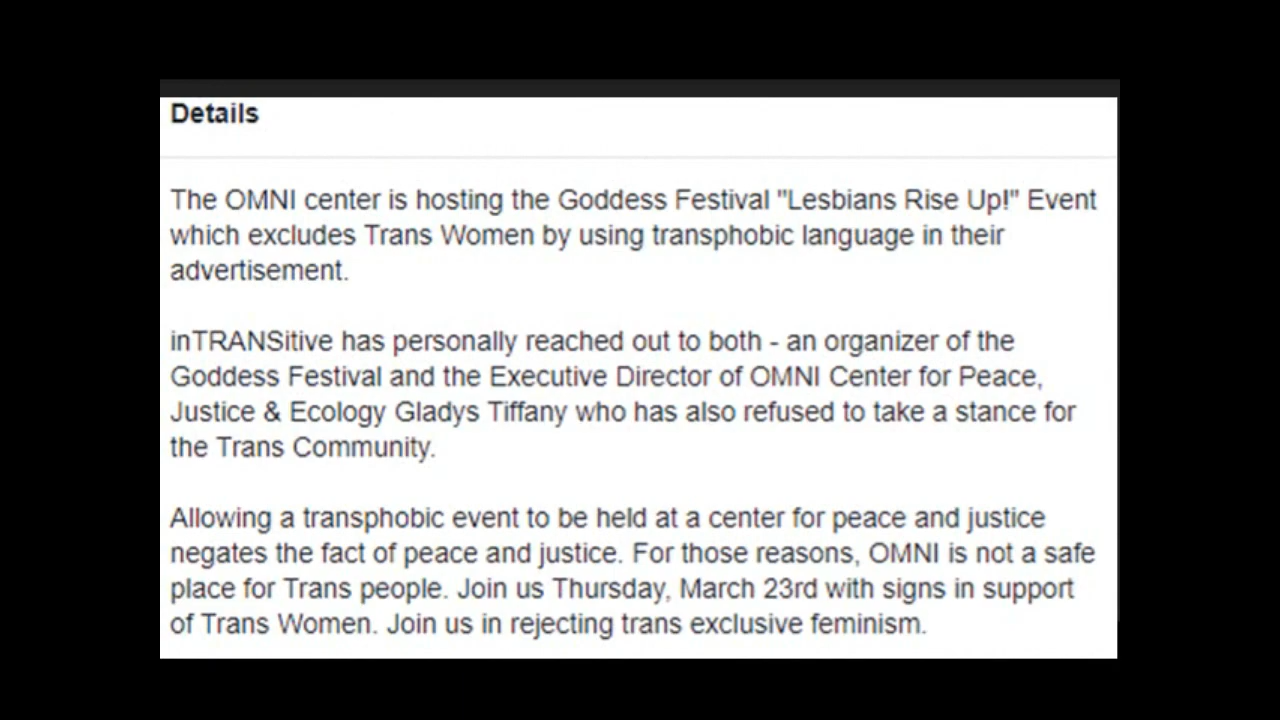 Details
The OMNI center is hosting the Goddess Festival "Lesbians Rise Up!" Event
which excludes Trans Women by using transphobic language in their
advertisement.
inTRANSitive has personally reached out to both - an organizer of the
Goddess Festival and the Executive Director of OMNI Center for Peace,
Justice & Ecology Gladys Tiffany who has also refused to take a stance for
the Trans Community.
Allowing a transphobic event to be held at a center for peace and justice
negates the fact of peace and justice. For those reasons, OMNI is not a safe
place for Trans people. Join us Thursday, March 23rd with signs in support
of Trans Women. Join us in rejecting trans exclusive feminism.